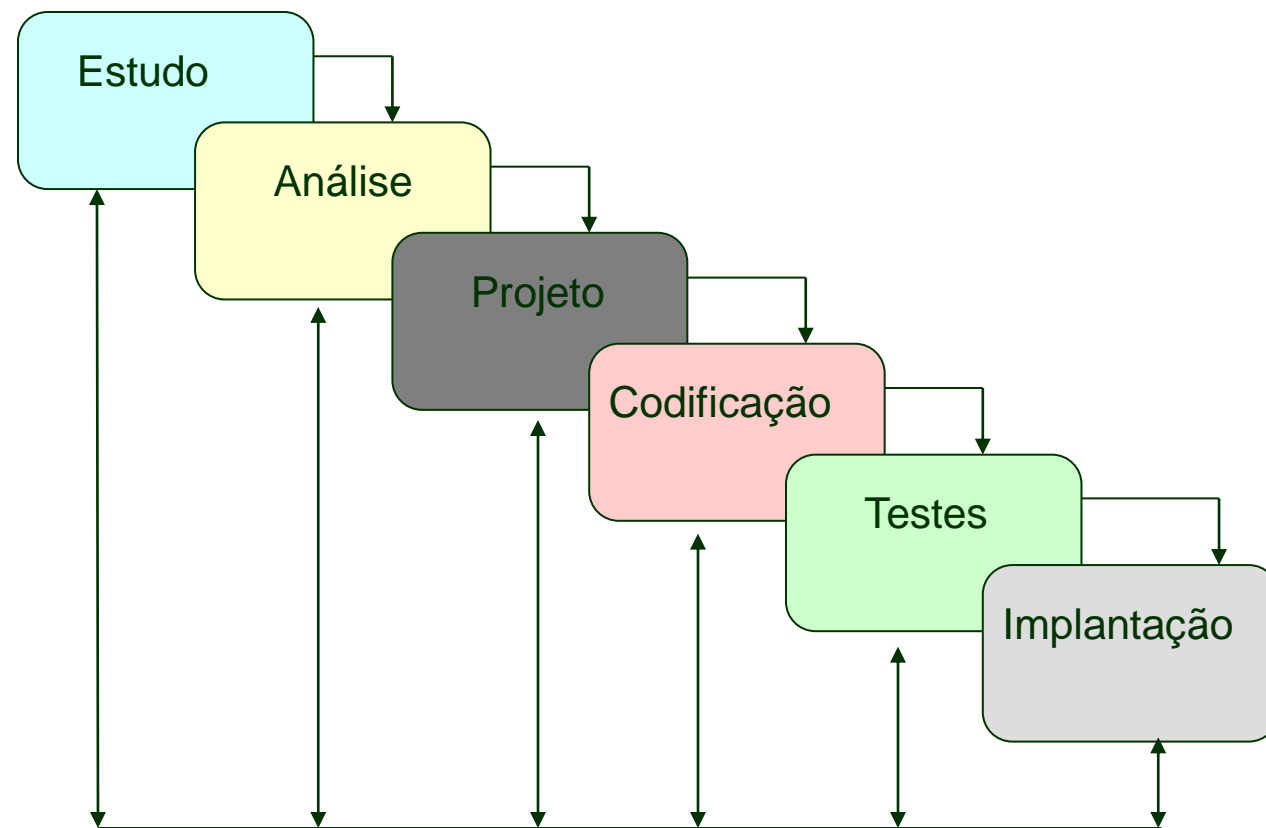 Estudo
Análise
Projeto
Codificação
Testes
Implantação